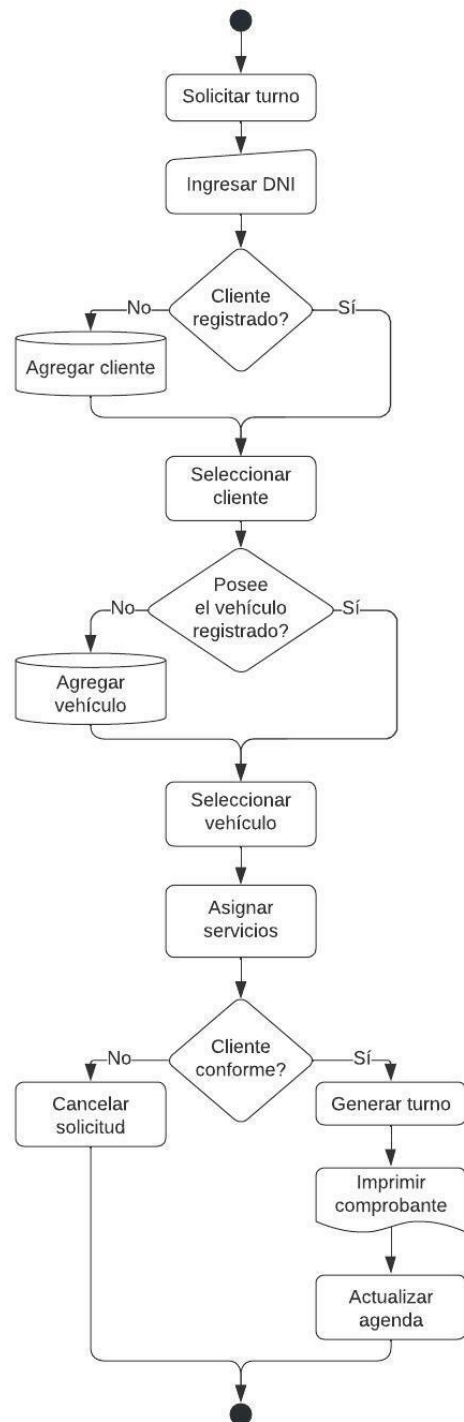 Solicitar turno
Ingresar DNI
Cliente
registrado?
No
Sí
Agregar cliente
Seleccionar
cliente
Posee
el vehículo
registrado?
No
Sí
Agregar
vehículo
Seleccionar
vehículo
Asignar
servicios
Cliente
conforme?
No
Sí
Cancelar
solicitud
Generar turno
Imprimir
comprobante
Actualizar
agenda